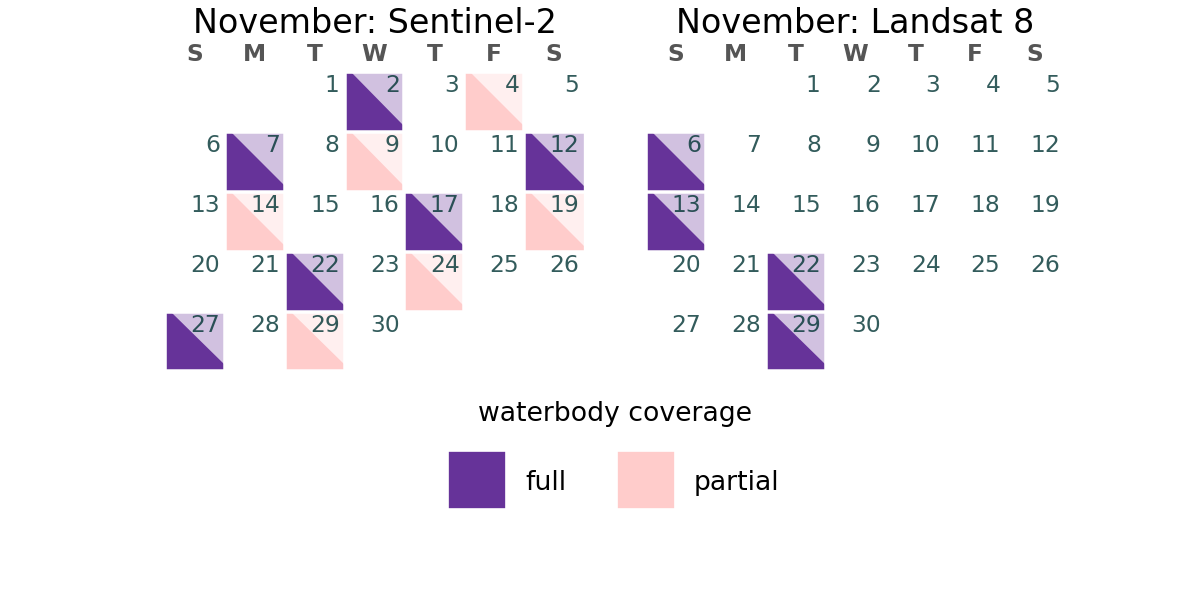 November: Sentinel-2
S M T W T F S
1 2 3 4 5
6 7 8 9 10 11 12
13 14 15 16 17 18 19
20 21 22 23 24 25 26
27 28 29 30
November: Landsat 8
S M T W T F S
1 2 3 4 5
6 7 8 9 10 11 12
13 14 15 16 17 18 19
20 21 22 23 24 25 26
27 28 29 30
waterbody coverage
full
partial